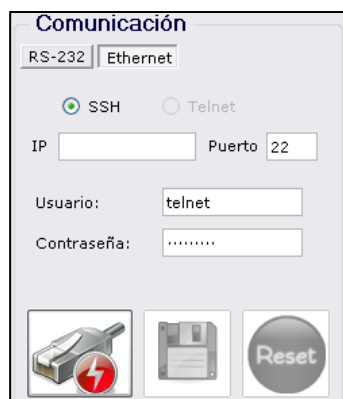 Comunicación
RS-232 Ethernet
SSH Telnet
IP Puerto 22
Usuario: telnet
Contraseña: ·········
Reset